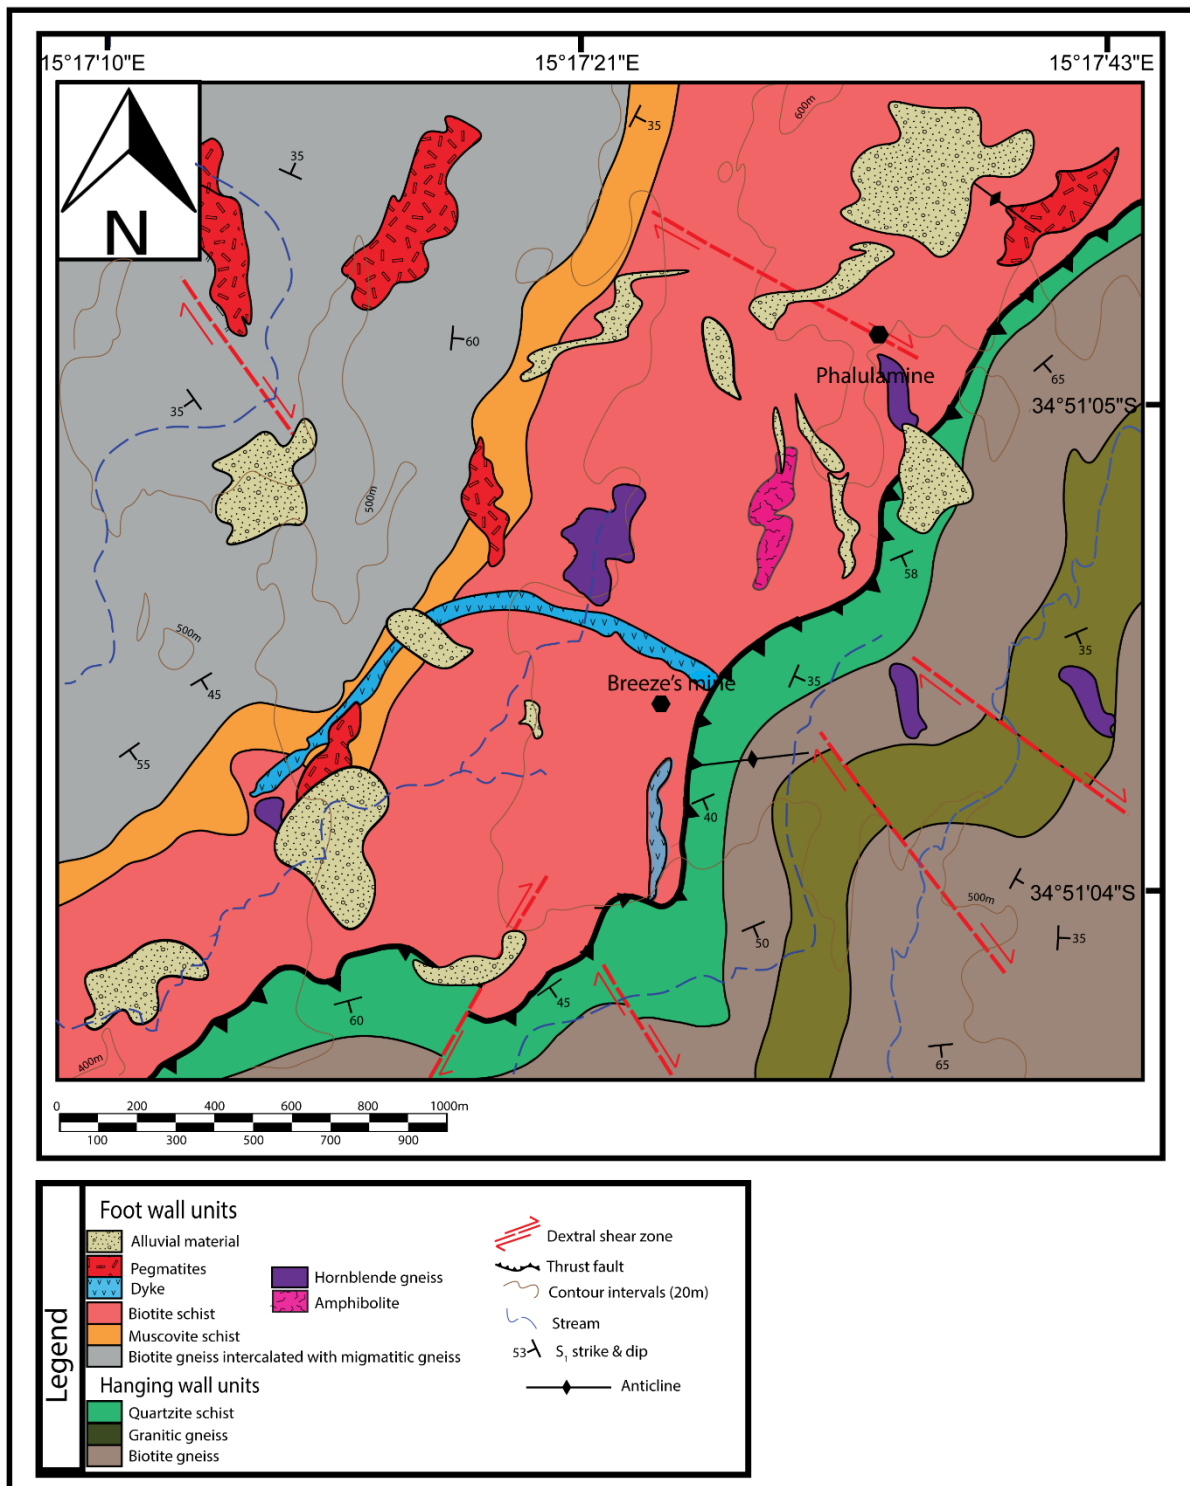 15°17'10"E 15°17'21"E 15°17'43"E
N
600m
35
35
60
Phalulamine
65
35
34°51'05"S
500m
58
500m
35
35
45
Breeze's mine
55
40
34°51'04"S
500m
50
35
45
60
65
400m
0 200 400 600 800 1000m
100 300 500 700 900
Legend
Foot wall units
Alluvial material
Pegmatites
Dyke
Biotite schist
Muscovite schist
Biotite gneiss intercalated with migmatitic gneiss
Hornblende gneiss
Amphibolite
Hanging wall units
Quartzite schist
Granitic gneiss
Biotite gneiss
Dextral shear zone
Thrust fault
Contour intervals (20m)
Stream
53 S₁ strike & dip
Anticline